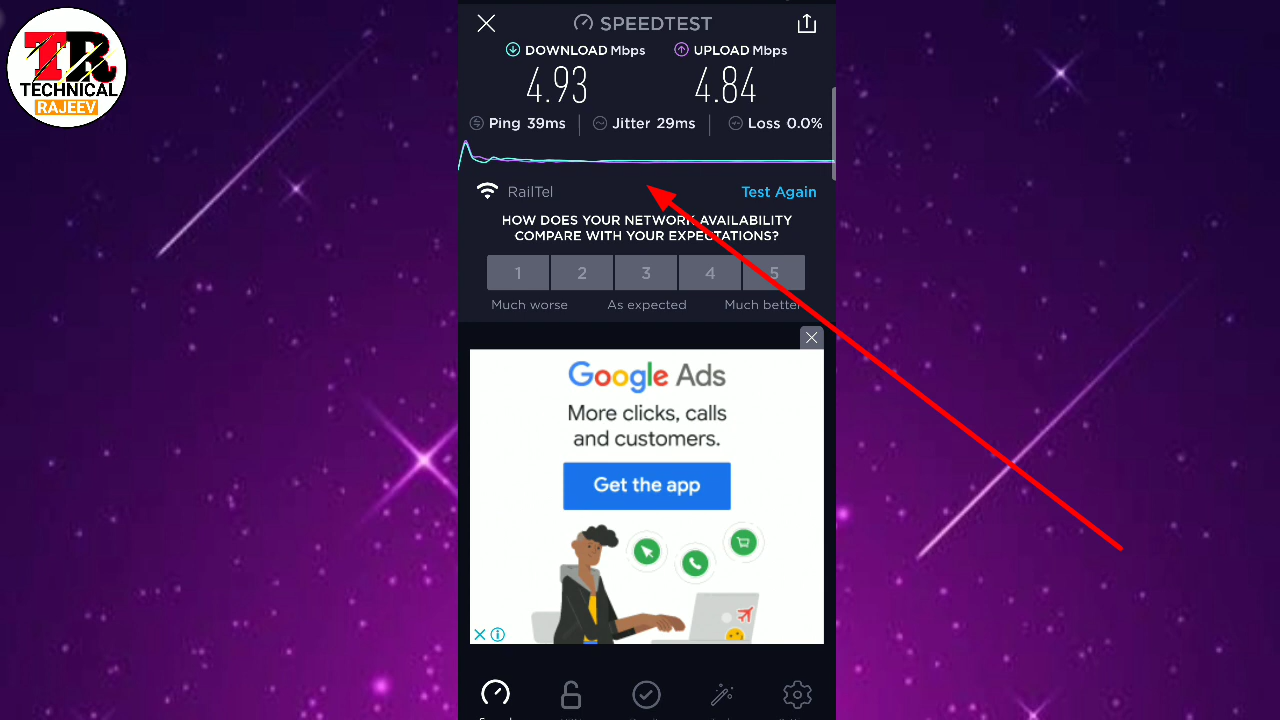 TR
TECHNICAL
RAJEEV
SPEEDTEST
DOWNLOAD Mbps UPLOAD Mbps
4.93 4.84
Ping 39ms Jitter 29ms Loss 0.0%
RailTel Test Again
HOW DOES YOUR NETWORK AVAILABILITY
COMPARE WITH YOUR EXPECTATIONS?
1 2 3 4 5
Much worse As expected Much better
Google Ads
More clicks, calls
and customers.
Get the app